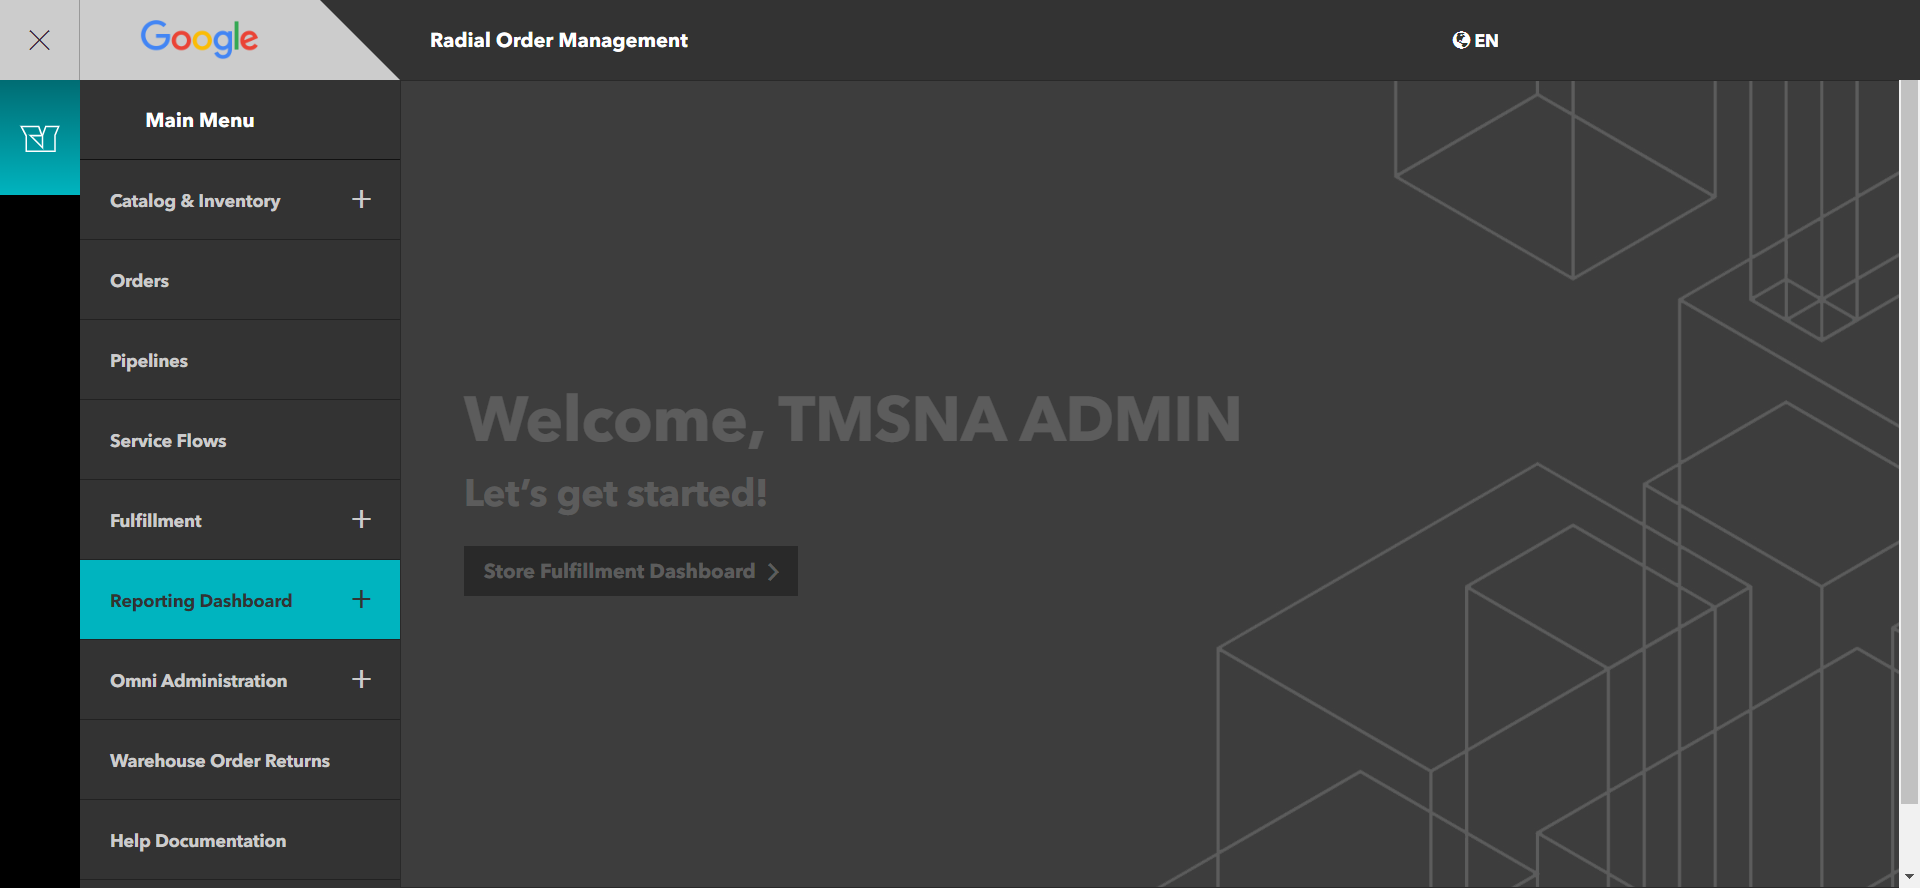 Google
Radial Order Management
EN
Main Menu
Catalog & Inventory
Orders
Pipelines
Service Flows
Fulfillment
Reporting Dashboard
Omni Administration
Warehouse Order Returns
Help Documentation
Welcome, TMSNA ADMIN
Let’s get started!
Store Fulfillment Dashboard